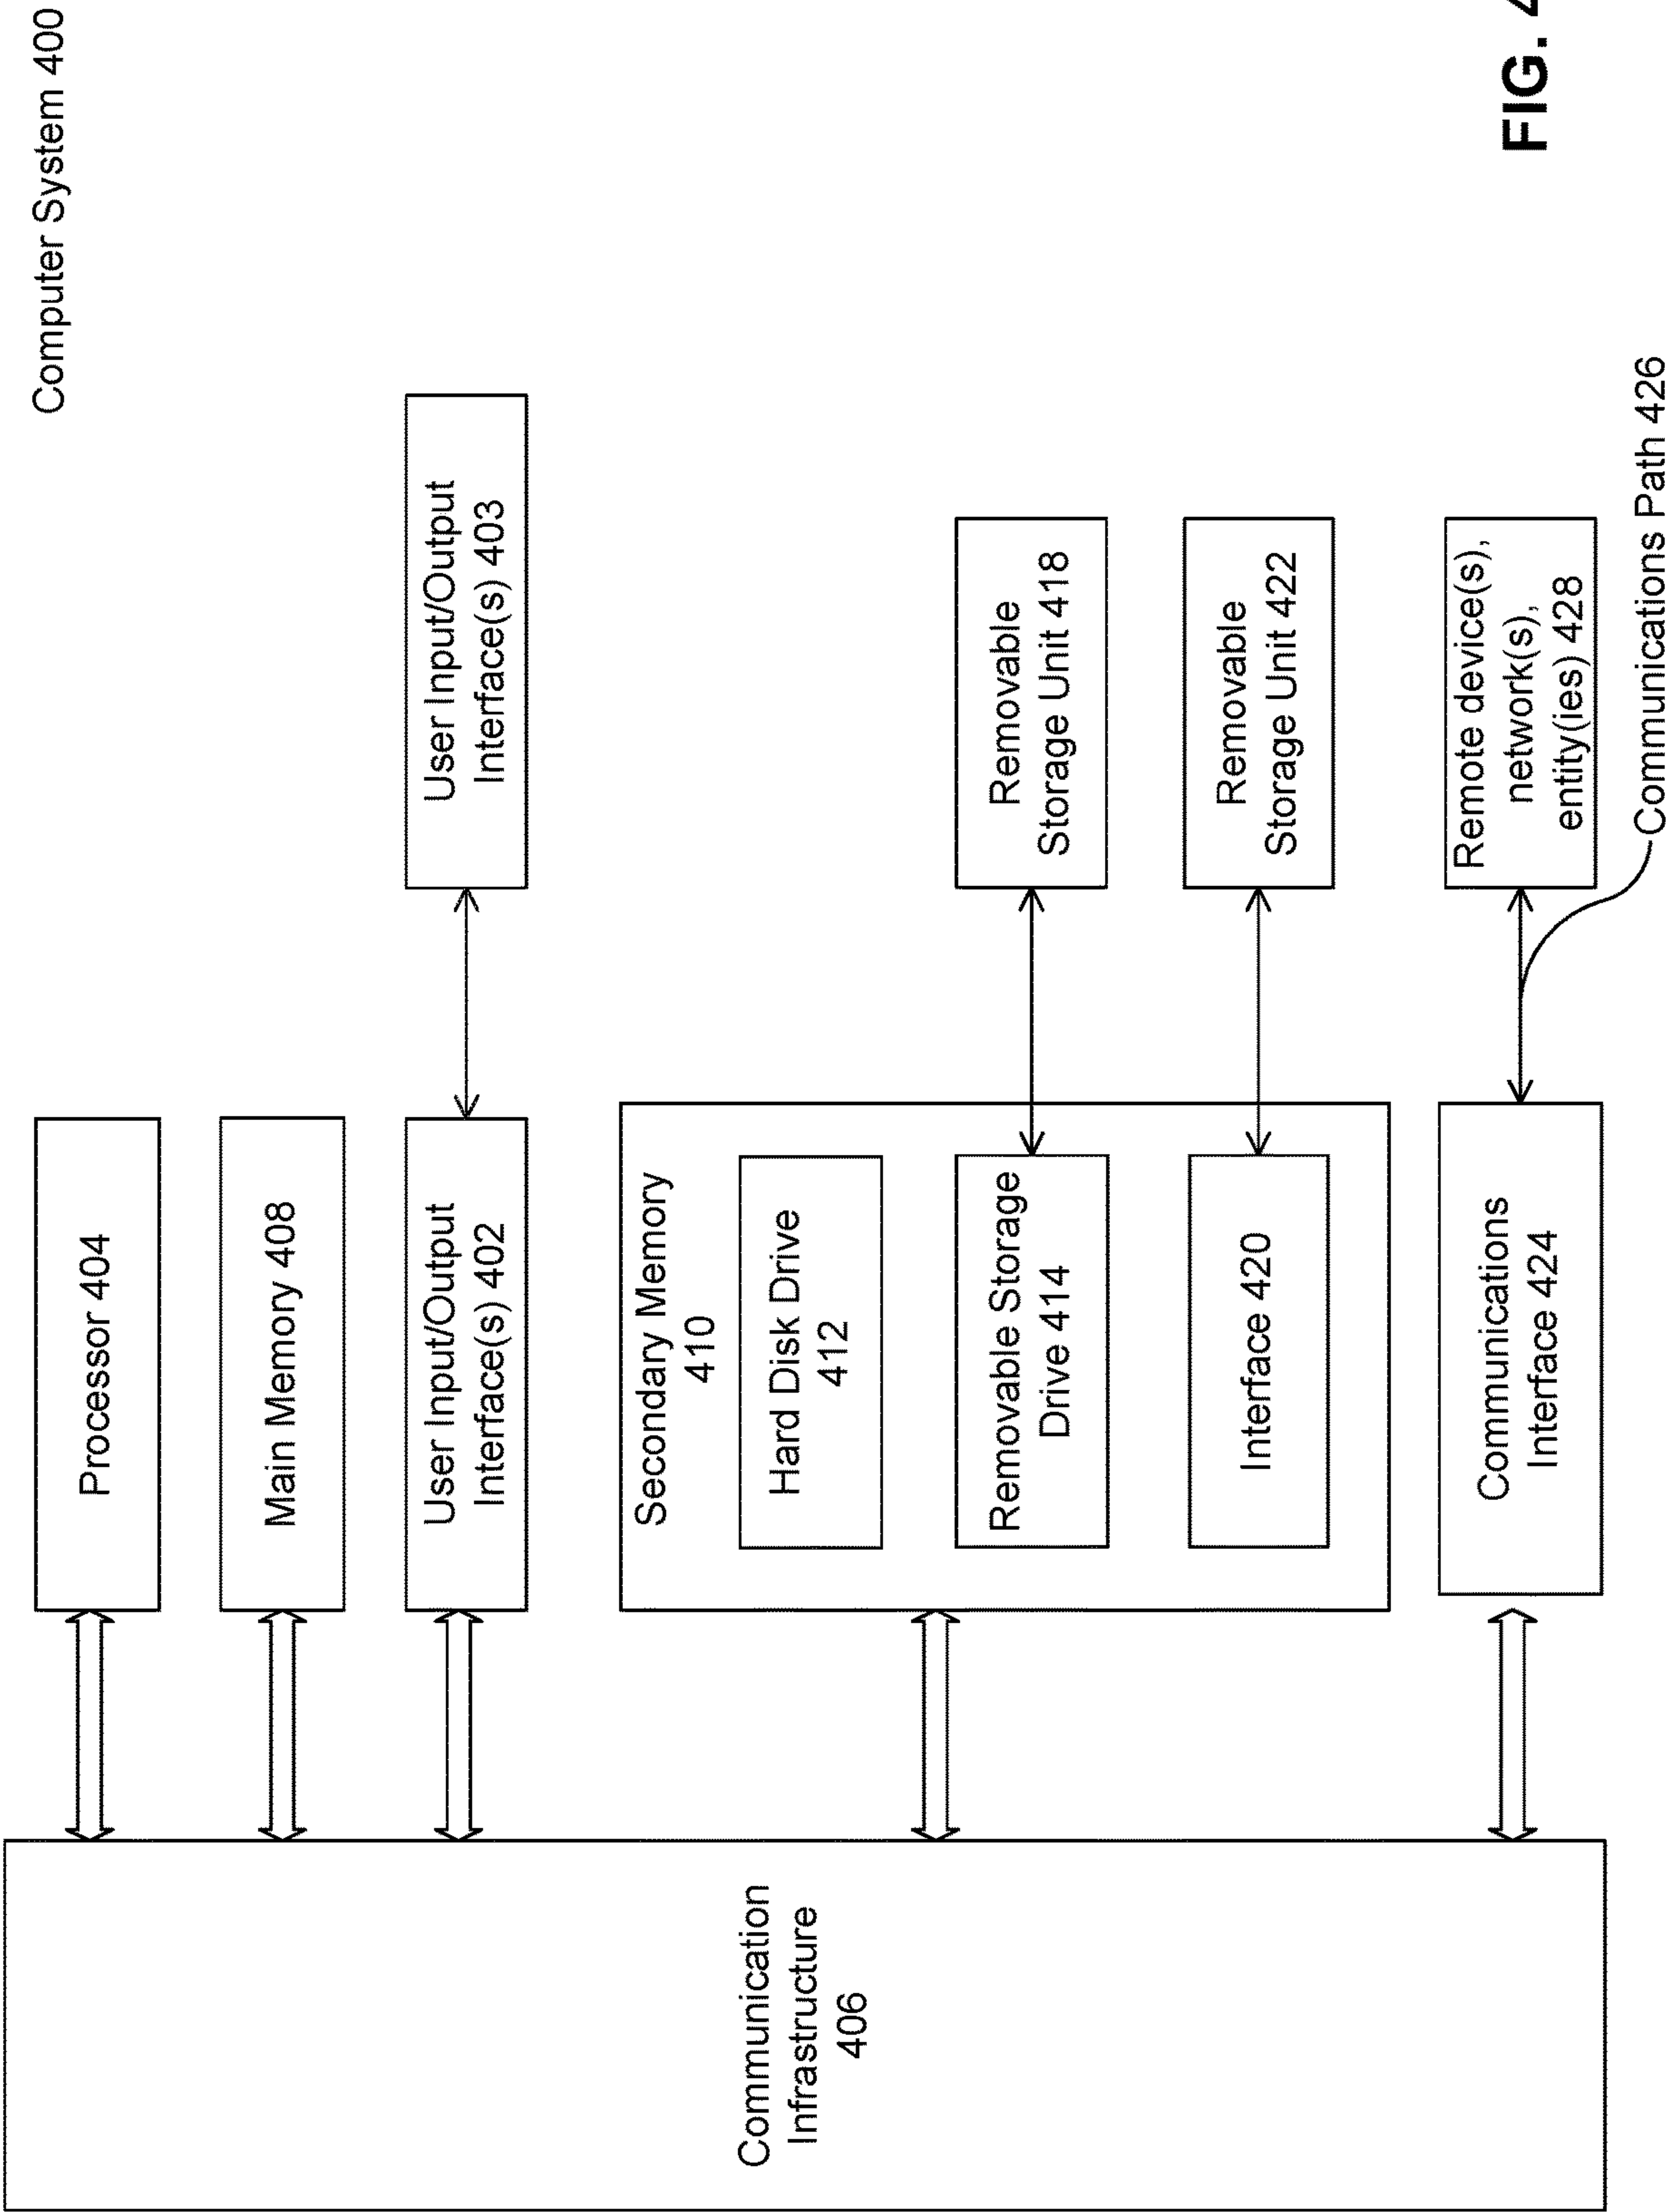 Computer System 400
Processor 404
Main Memory 408
User Input/Output
Interface(s) 402
User Input/Output
Interface(s) 403
Communication
Infrastructure
406
Secondary Memory
410
Hard Disk Drive
412
Removable Storage
Drive 414
Removable
Storage Unit 418
Interface 420
Removable
Storage Unit 422
Communications
Interface 424
Remote device(s),
network(s),
entity(ies) 428
Communications Path 426
FIG. 4